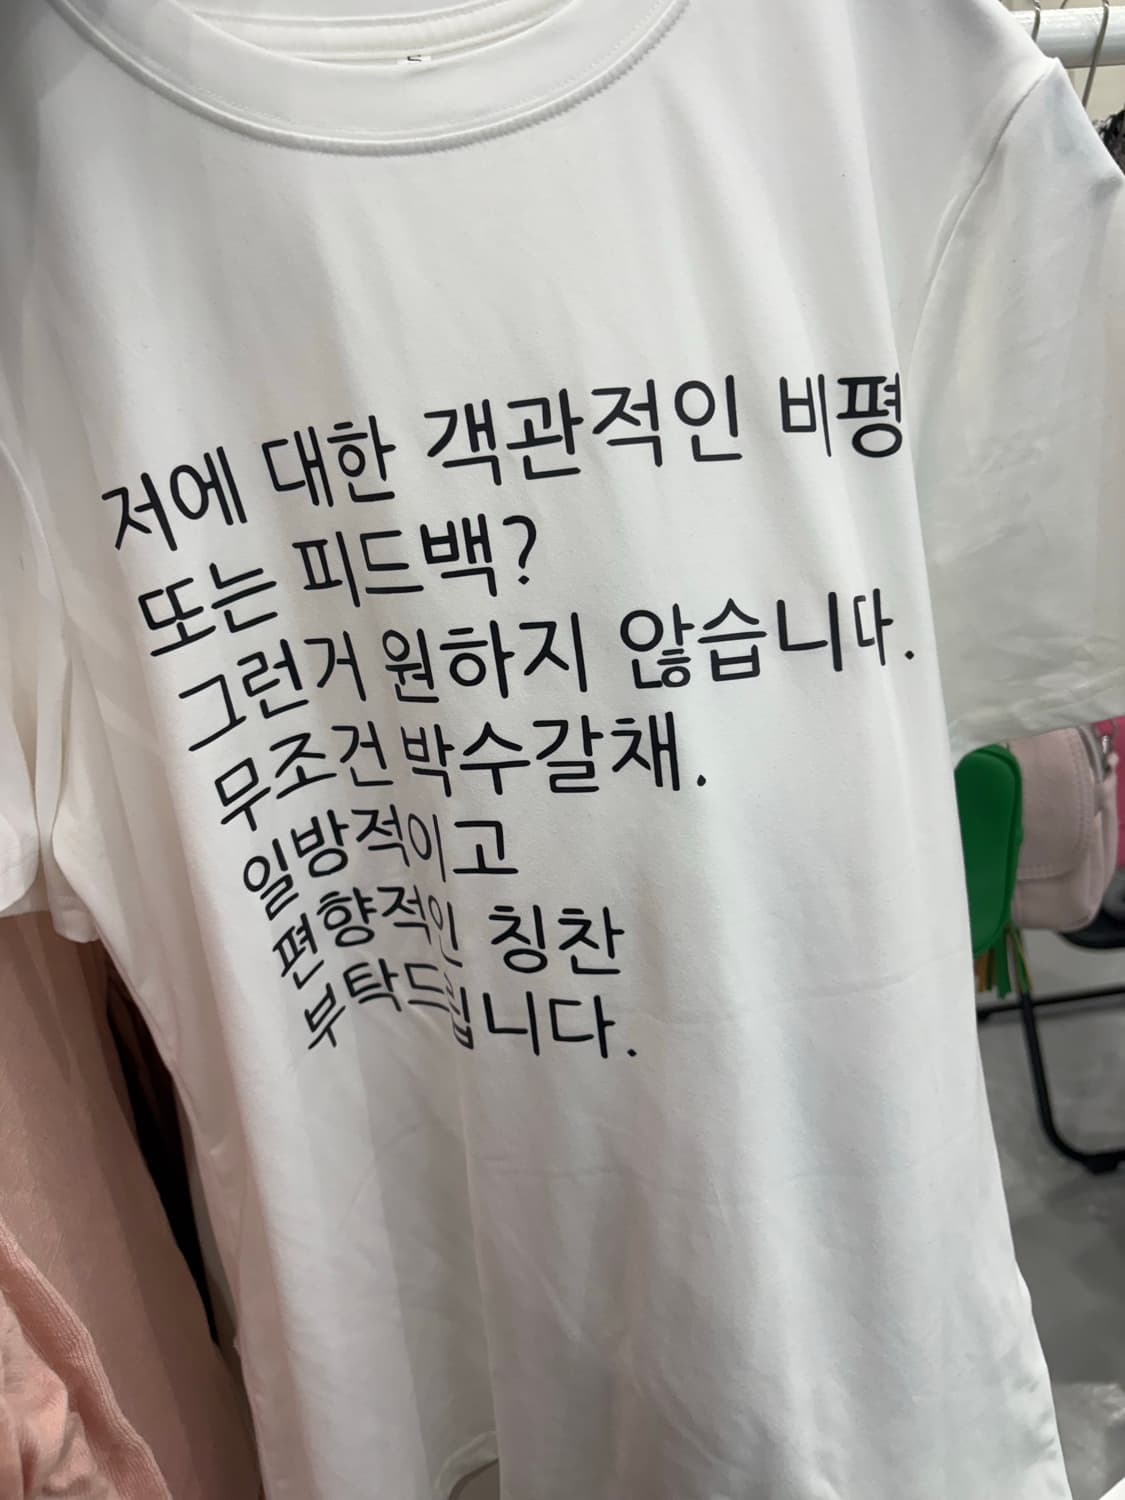 저에 대한 객관적인 비평
또는 피드백?
그런거 원하지 않습니다.
무조건 박수갈채.
일방적이고
편향적인 칭찬
부탁드립니다.